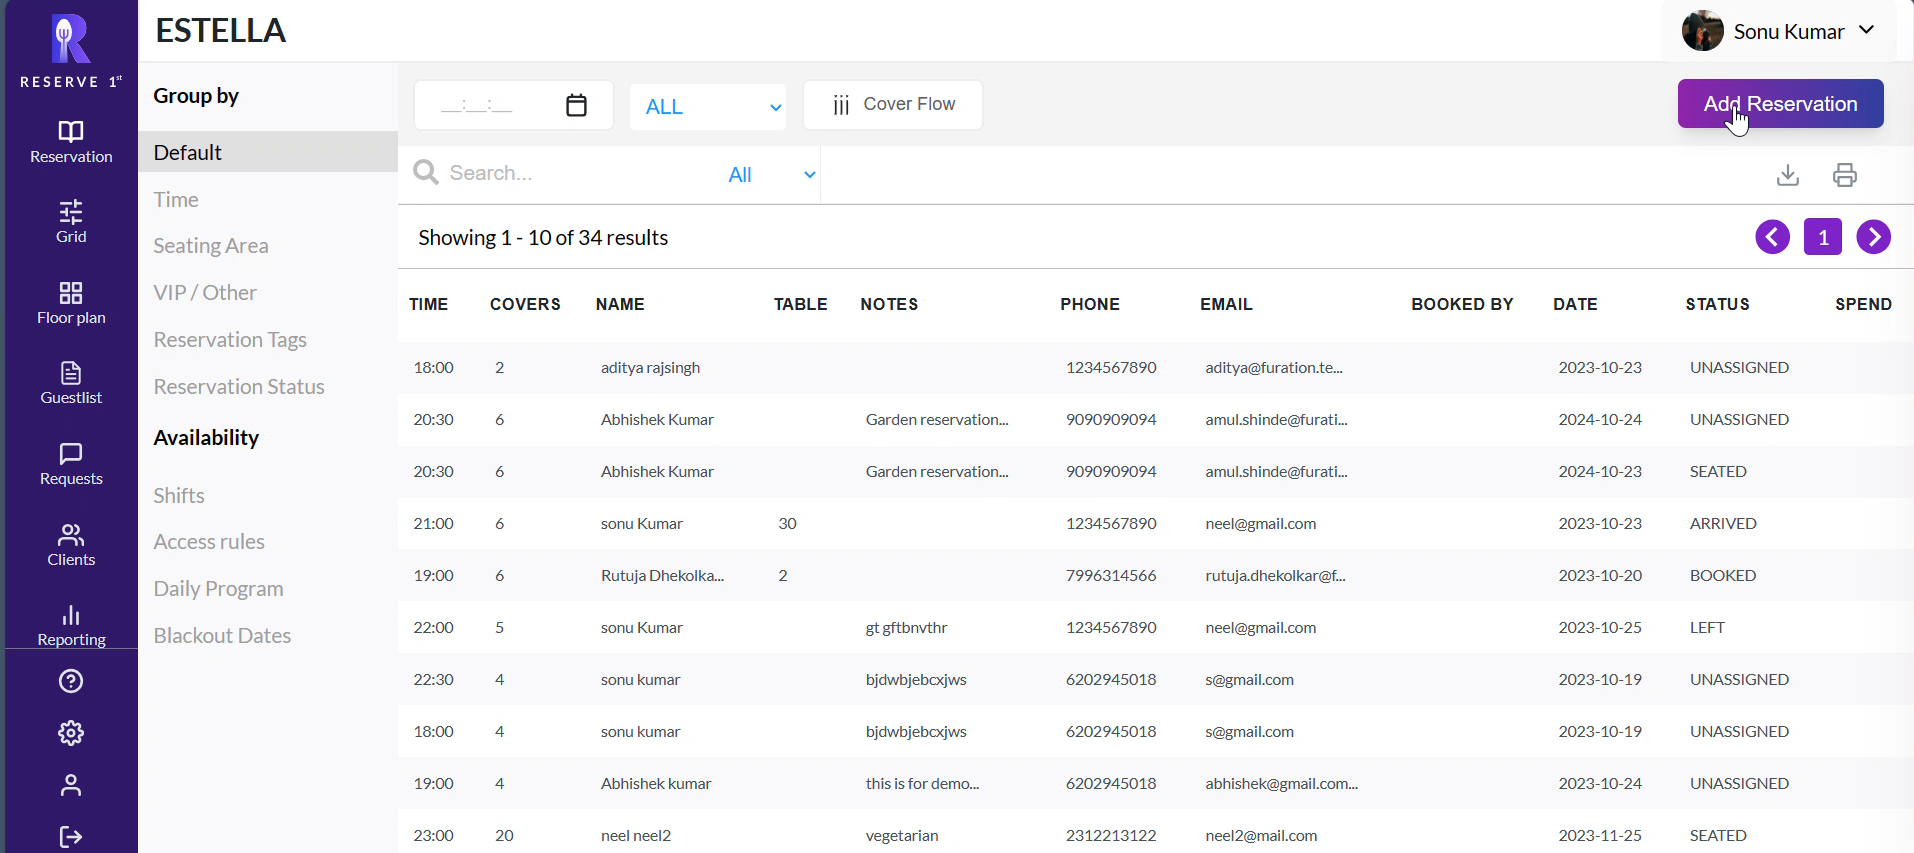 RESERVE 1st
ESTELLA
Sonu Kumar
Reservation
Grid
Floor plan
Guestlist
Requests
Clients
Reporting
Group by
Default
Time
Seating Area
VIP / Other
Reservation Tags
Reservation Status
Availability
Shifts
Access rules
Daily Program
Blackout Dates
__:__:__ ALL Cover Flow Add Reservation
Search... All
Showing 1 - 10 of 34 results 1
TIME COVERS NAME TABLE NOTES PHONE EMAIL BOOKED BY DATE STATUS SPEND
18:00 2 aditya rajsingh 1234567890 aditya@furation.te... 2023-10-23 UNASSIGNED
20:30 6 Abhishek Kumar Garden reservation... 9090909094 amul.shinde@furati... 2024-10-24 UNASSIGNED
20:30 6 Abhishek Kumar Garden reservation... 9090909094 amul.shinde@furati... 2024-10-23 SEATED
21:00 6 sonu Kumar 30 1234567890 neel@gmail.com 2023-10-23 ARRIVED
19:00 6 Rutuja Dhekolka... 2 7996314566 rutuja.dhekolkar@f... 2023-10-20 BOOKED
22:00 5 sonu Kumar gt gftbnvthr 1234567890 neel@gmail.com 2023-10-25 LEFT
22:30 4 sonu kumar bjdwbjebcxjws 6202945018 s@gmail.com 2023-10-19 UNASSIGNED
18:00 4 sonu kumar bjdwbjebcxjws 6202945018 s@gmail.com 2023-10-19 UNASSIGNED
19:00 4 Abhishek kumar this is for demo... 6202945018 abhishek@gmail.com... 2023-10-24 UNASSIGNED
23:00 20 neel neel2 vegetarian 2312213122 neel2@mail.com 2023-11-25 SEATED